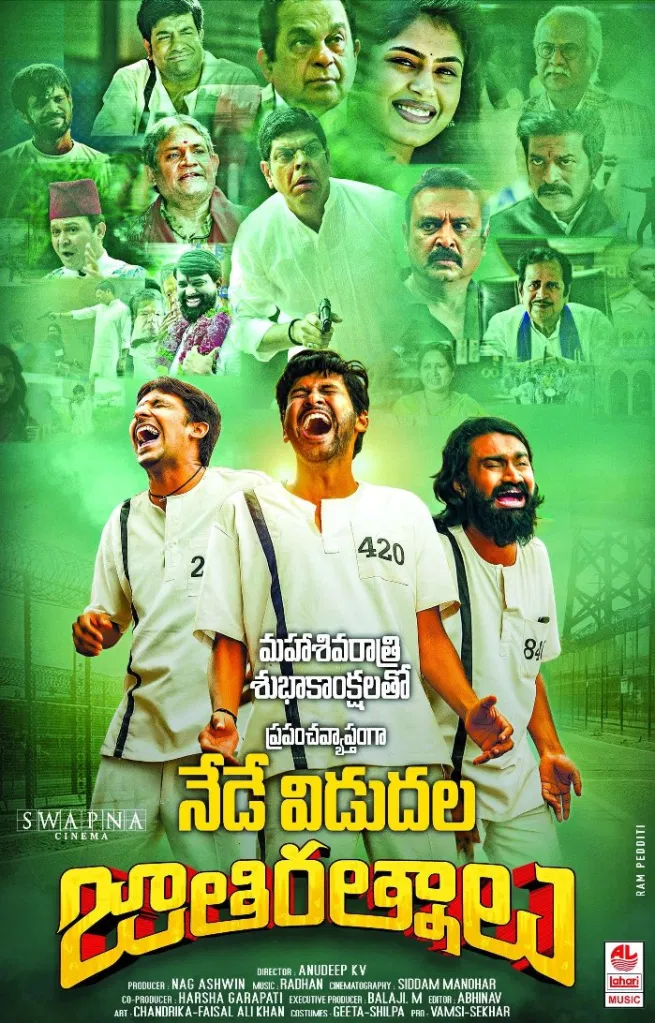 2
420
840
మహాశివరాత్రి
శుభాకాంక్షలతో
ప్రపంచవ్యాప్తంగా
నేడే విడుదల
SWAPNA
CINEMA
జాతిరత్నాలు
RAM PEDDITI
DIRECTOR : ANUDEEP KV
PRODUCER : NAG ASHWIN MUSIC : RADHAN CINEMATOGRAPHY : SIDDAM MANOHAR
CO-PRODUCER : HARSHA GARAPATI EXECUTIVE PRODUCER : BALAJI. M EDITOR : ABHINAV
ART : CHANDRIKA-FAISAL ALI KHAN COSTUMES : GEETA-SHILPA PRO : VAMSI-SEKHAR
Lahari
MUSIC